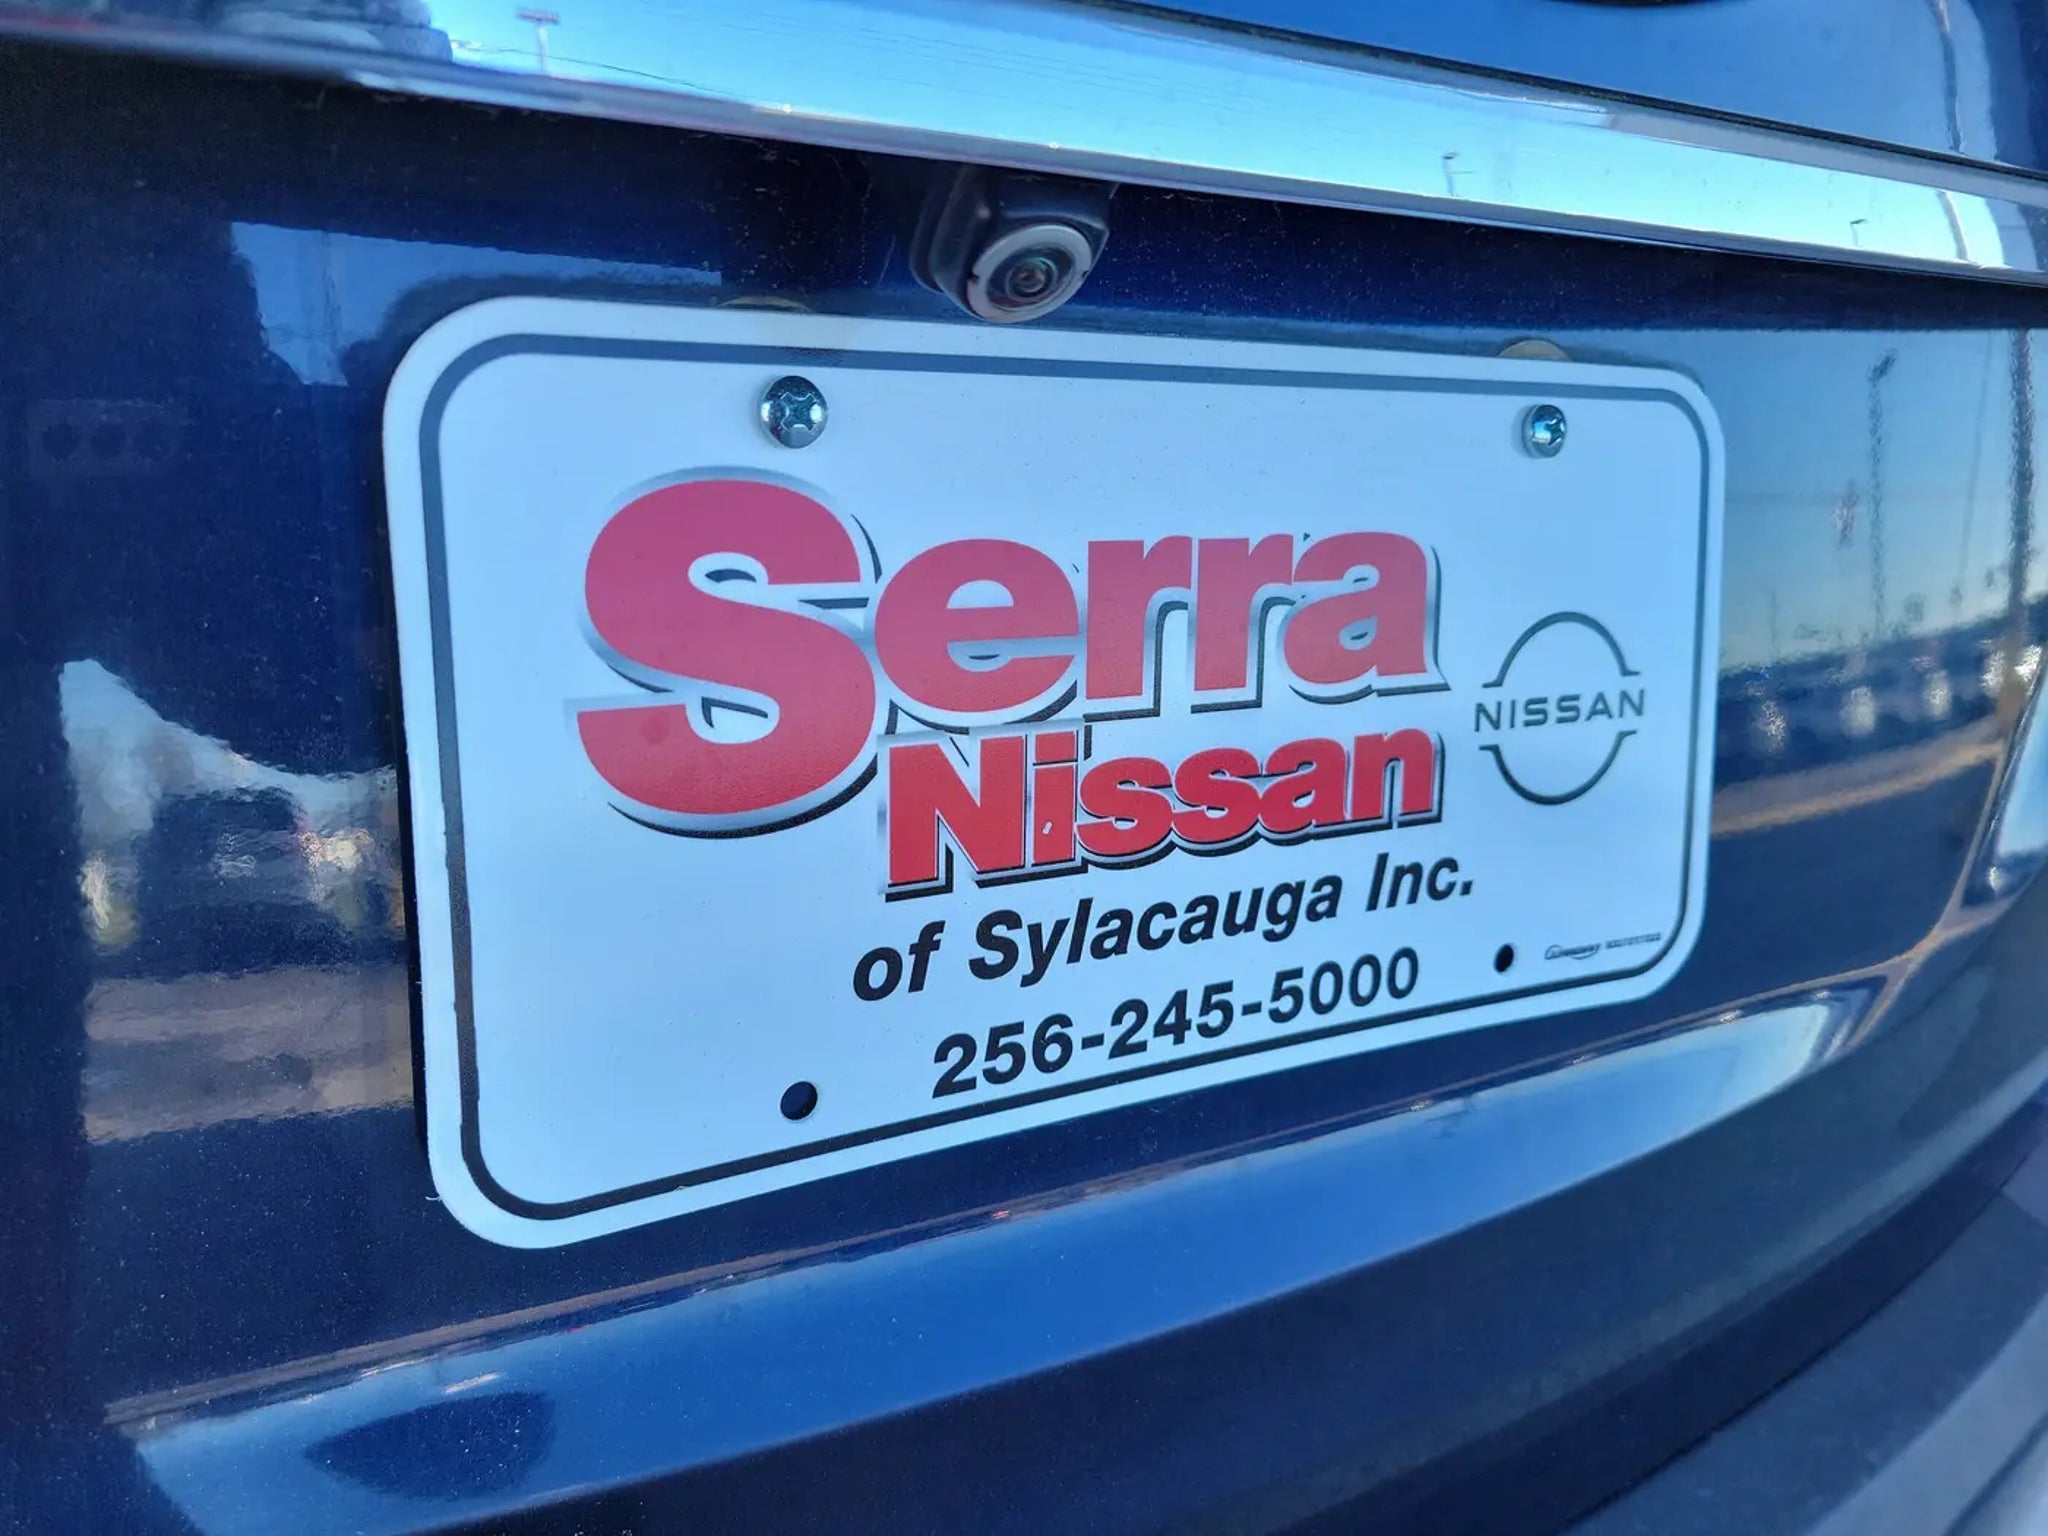 Serra
Nissan
NISSAN
of Sylacauga Inc.
256-245-5000